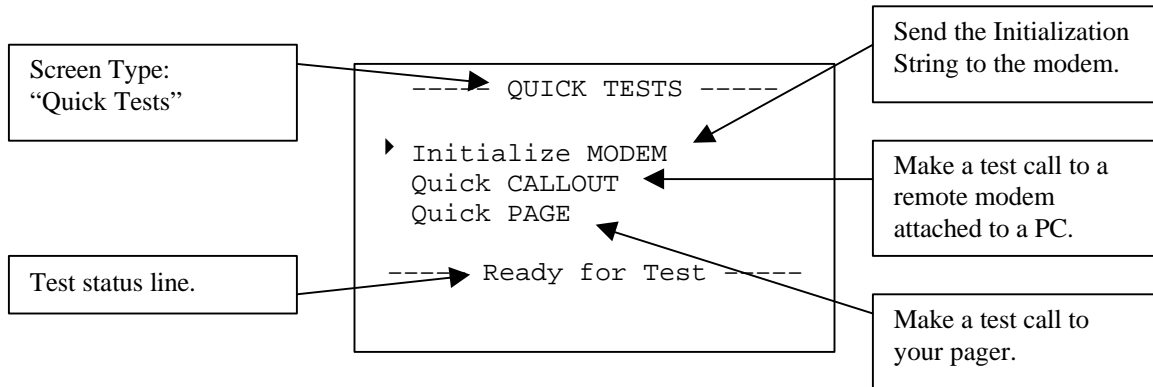 Screen Type:
“Quick Tests”
Test status line.
----- QUICK TESTS -----
Initialize MODEM
Quick CALLOUT
Quick PAGE
----- Ready for Test -----
Send the Initialization
String to the modem.
Make a test call to a
remote modem
attached to a PC.
Make a test call to
your pager.